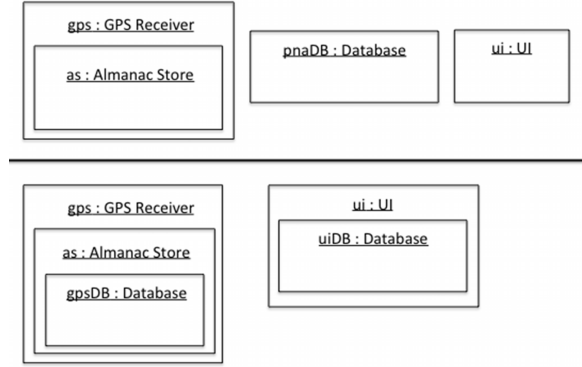 gps : GPS Receiver
as : Almanac Store
pnaDB : Database
ui : UI
gps : GPS Receiver
as : Almanac Store
gpsDB : Database
ui : UI
uiDB : Database